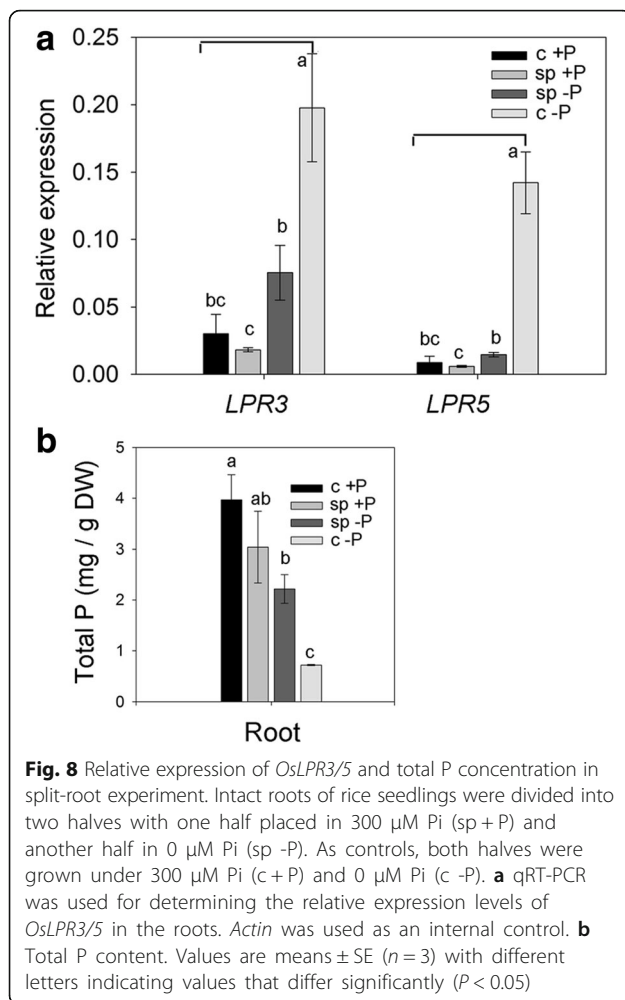 a
0.25
0.20
0.15
0.10
0.05
0.00
Relative expression
c +P
sp +P
sp -P
c -P
bc
c
b
a
bc
c
b
a
LPR3
LPR5
b
5
4
3
2
1
0
Total P (mg / g DW)
c +P
sp +P
sp -P
c -P
a
ab
b
c
Root
Fig. 8 Relative expression of OsLPR3/5 and total P concentration in
split-root experiment. Intact roots of rice seedlings were divided into
two halves with one half placed in 300 μM Pi (sp + P) and
another half in 0 μM Pi (sp -P). As controls, both halves were
grown under 300 μM Pi (c + P) and 0 μM Pi (c -P). a qRT-PCR
was used for determining the relative expression levels of
OsLPR3/5 in the roots. Actin was used as an internal control. b
Total P content. Values are means ± SE (n = 3) with different
letters indicating values that differ significantly (P < 0.05)